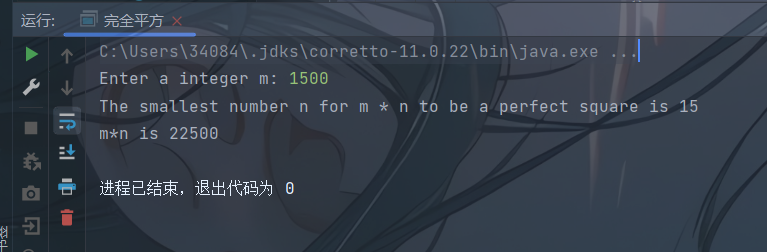 运行: 完全平方
C:\Users\34084\.jdks\corretto-11.0.22\bin\java.exe ...
Enter a integer m: 1500
The smallest number n for m * n to be a perfect square is 15
m*n is 22500
进程已结束，退出代码为 0